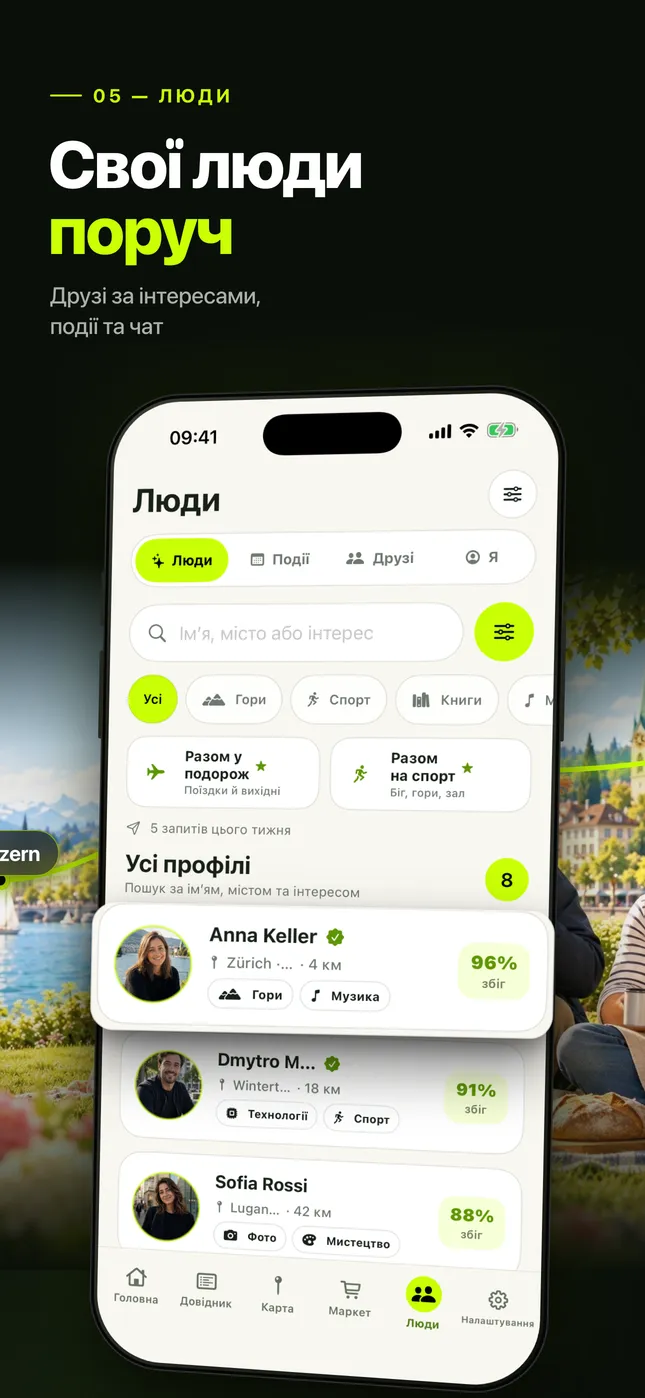 05 — ЛЮДИ
Свої люди
поруч
Друзі за інтересами,
події та чат
09:41
Люди
Люди Події Друзі Я
Ім’я, місто або інтерес
Усі Гори Спорт Книги М
Разом у
подорож
Поїздки й вихідні
Разом
на спорт
Біг, гори, зал
5 запитів цього тижня
Усі профілі
8
Пошук за ім’ям, містом та інтересом
zern
Anna Keller
Zürich ·... · 4 км
Гори Музика
96%
збіг
Dmytro M...
Wintert... · 18 км
Технології Спорт
91%
збіг
Sofia Rossi
Lugan... · 42 км
Фото Мистецтво
88%
збіг
Головна Довідник Карта Маркет Люди Налаштування